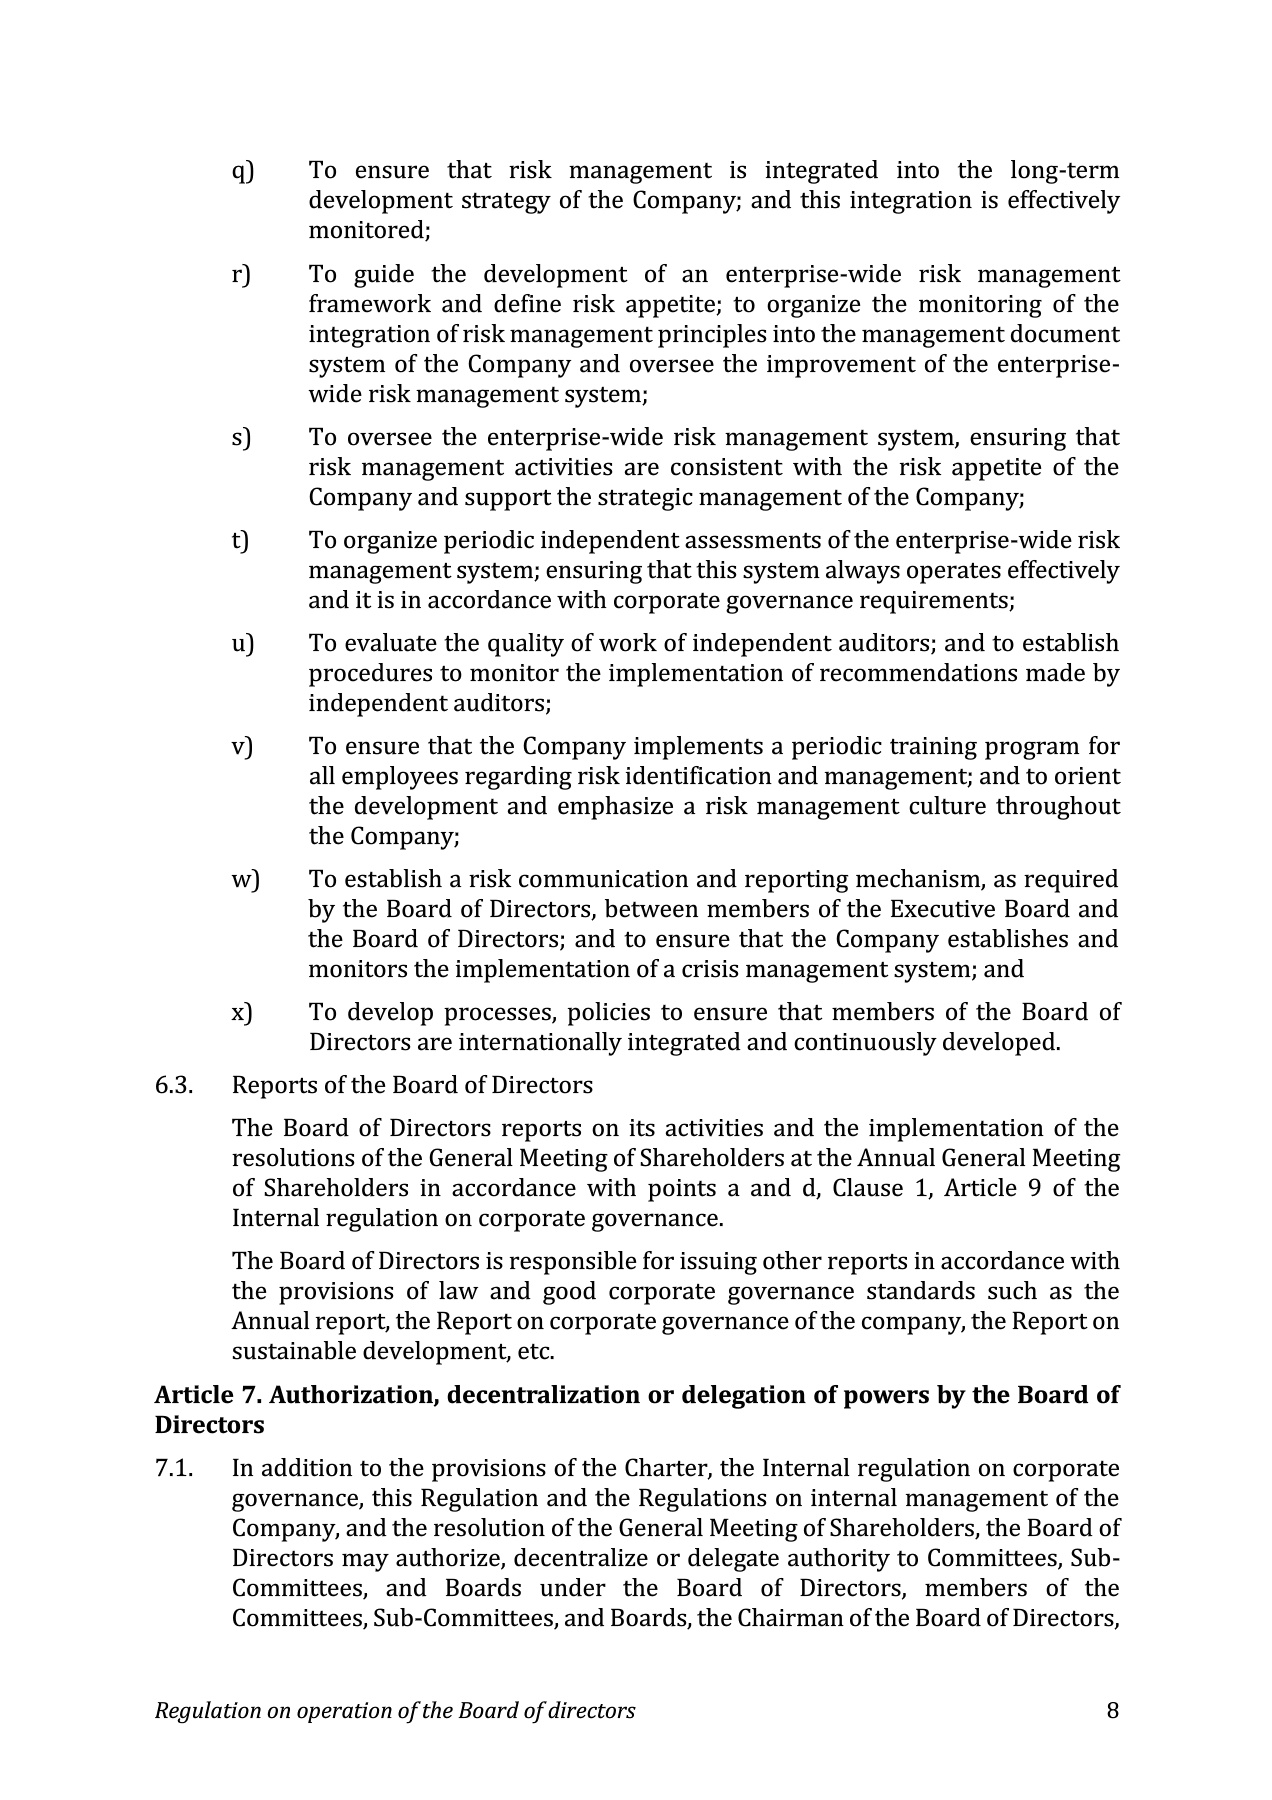 q) To ensure that risk management is integrated into the long-term
development strategy of the Company; and this integration is effectively
monitored;
r) To guide the development of an enterprise-wide risk management
framework and define risk appetite; to organize the monitoring of the
integration of risk management principles into the management document
system of the Company and oversee the improvement of the enterprise-
wide risk management system;
s) To oversee the enterprise-wide risk management system, ensuring that
risk management activities are consistent with the risk appetite of the
Company and support the strategic management of the Company;
t) To organize periodic independent assessments of the enterprise-wide risk
management system; ensuring that this system always operates effectively
and it is in accordance with corporate governance requirements;
u) To evaluate the quality of work of independent auditors; and to establish
procedures to monitor the implementation of recommendations made by
independent auditors;
v) To ensure that the Company implements a periodic training program for
all employees regarding risk identification and management; and to orient
the development and emphasize a risk management culture throughout
the Company;
w) To establish a risk communication and reporting mechanism, as required
by the Board of Directors, between members of the Executive Board and
the Board of Directors; and to ensure that the Company establishes and
monitors the implementation of a crisis management system; and
x) To develop processes, policies to ensure that members of the Board of
Directors are internationally integrated and continuously developed.
6.3. Reports of the Board of Directors
The Board of Directors reports on its activities and the implementation of the
resolutions of the General Meeting of Shareholders at the Annual General Meeting
of Shareholders in accordance with points a and d, Clause 1, Article 9 of the
Internal regulation on corporate governance.
The Board of Directors is responsible for issuing other reports in accordance with
the provisions of law and good corporate governance standards such as the
Annual report, the Report on corporate governance of the company, the Report on
sustainable development, etc.
Article 7. Authorization, decentralization or delegation of powers by the Board of
Directors
7.1. In addition to the provisions of the Charter, the Internal regulation on corporate
governance, this Regulation and the Regulations on internal management of the
Company, and the resolution of the General Meeting of Shareholders, the Board of
Directors may authorize, decentralize or delegate authority to Committees, Sub-
Committees, and Boards under the Board of Directors, members of the
Committees, Sub-Committees, and Boards, the Chairman of the Board of Directors,
Regulation on operation of the Board of directors 8